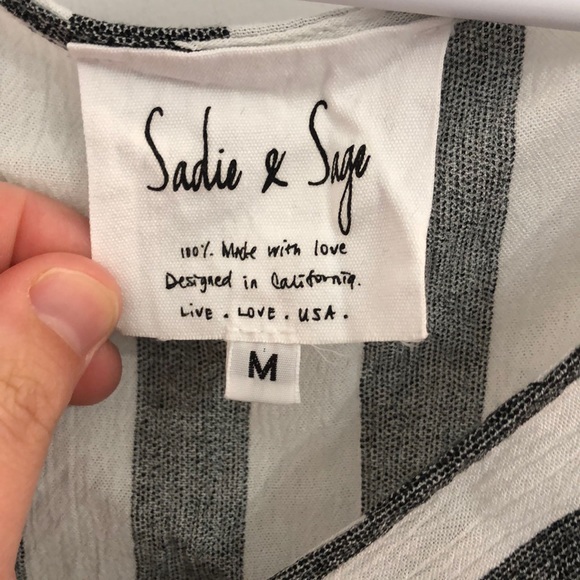 Sadie & Sage
100% Made with love
Designed in California.
LiVE . LOVE . USA .
M